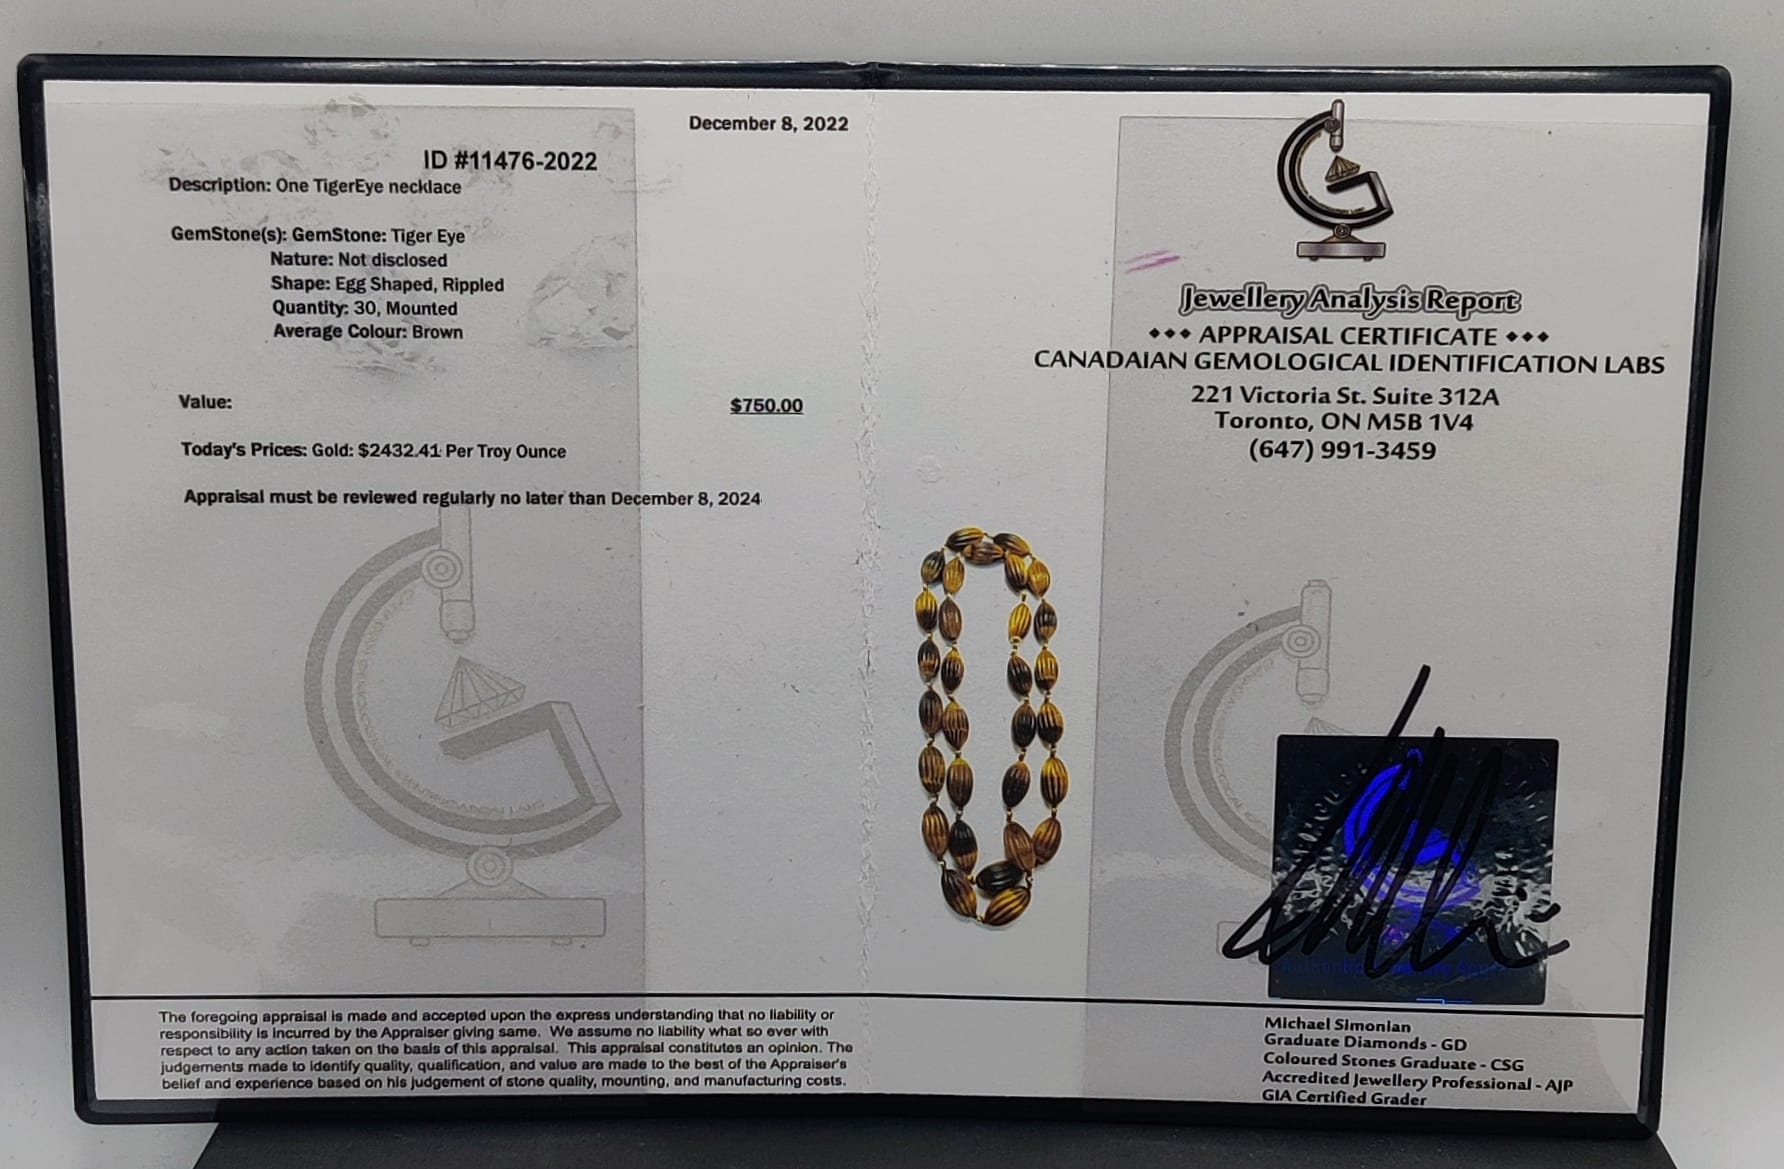 December 8, 2022
ID #11476-2022
Description: One TigerEye necklace
GemStone(s): GemStone: Tiger Eye
Nature: Not disclosed
Shape: Egg Shaped, Rippled
Quantity: 30, Mounted
Average Colour: Brown
Value: $750.00
Today's Prices: Gold: $2432.41 Per Troy Ounce
Appraisal must be reviewed regularly no later than December 8, 2024
The foregoing appraisal is made and accepted upon the express understanding that no liability or
responsibility is incurred by the Appraiser giving same. We assume no liability what so ever with
respect to any action taken on the basis of this appraisal. This appraisal constitutes an opinion. The
judgements made to identify quality, qualification, and value are made to the best of the Appraiser's
belief and experience based on his judgement of stone quality, mounting, and manufacturing costs.
Jewellery Analysis Report
APPRAISAL CERTIFICATE
CANADAIAN GEMOLOGICAL IDENTIFICATION LABS
221 Victoria St. Suite 312A
Toronto, ON M5B 1V4
(647) 991-3459
Michael Simonian
Graduate Diamonds - GD
Coloured Stones Graduate - CSG
Accredited Jewellery Professional - AJP
GIA Certified Grader